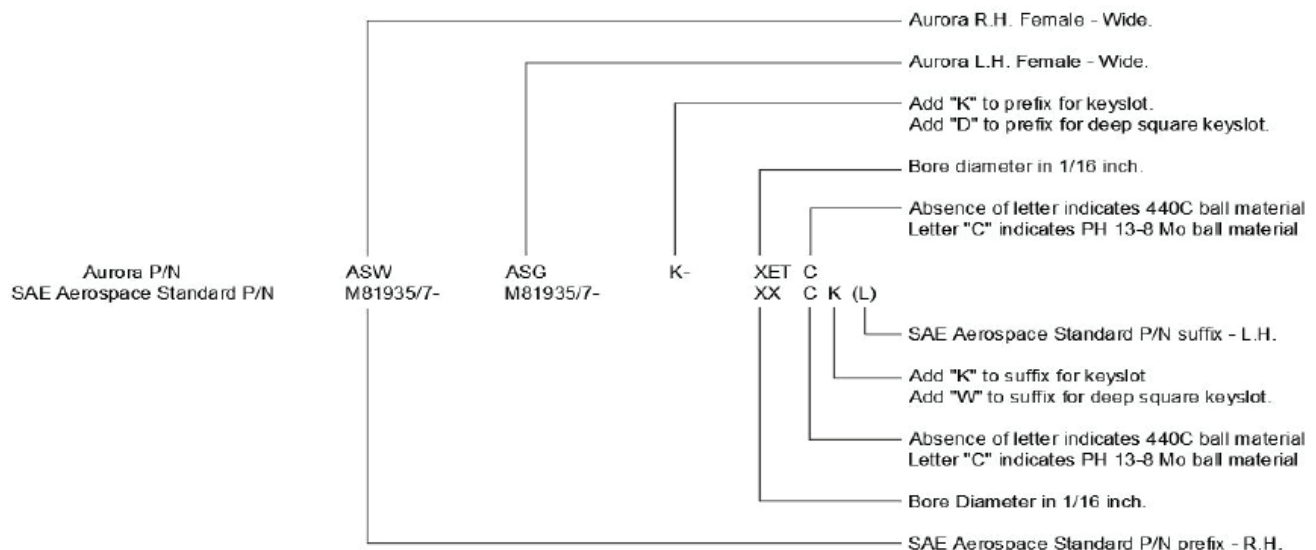 Aurora R.H. Female - Wide.
Aurora L.H. Female - Wide.
Add "K" to prefix for keyslot.
Add "D" to prefix for deep square keyslot.
Bore diameter in 1/16 inch.
Absence of letter indicates 440C ball material
Letter "C" indicates PH 13-8 Mo ball material
Aurora P/N ASW ASG K- XET C
SAE Aerospace Standard P/N M81935/7- M81935/7- XX C K (L)
SAE Aerospace Standard P/N suffix - L.H.
Add "K" to suffix for keyslot
Add "W" to suffix for deep square keyslot.
Absence of letter indicates 440C ball material
Letter "C" indicates PH 13-8 Mo ball material
Bore Diameter in 1/16 inch.
SAE Aerospace Standard P/N prefix - R.H.